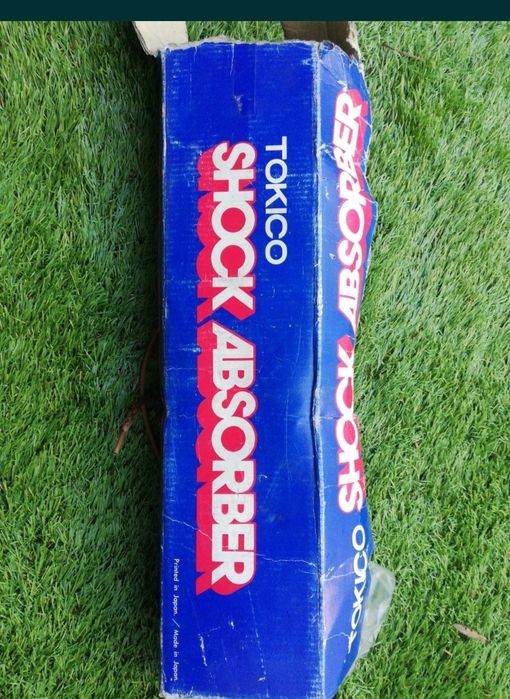 TOKICO
SHOCK ABSORBER
Printed in Japan. / Made in Japan.
TOKICO
SHOCK ABSORBER